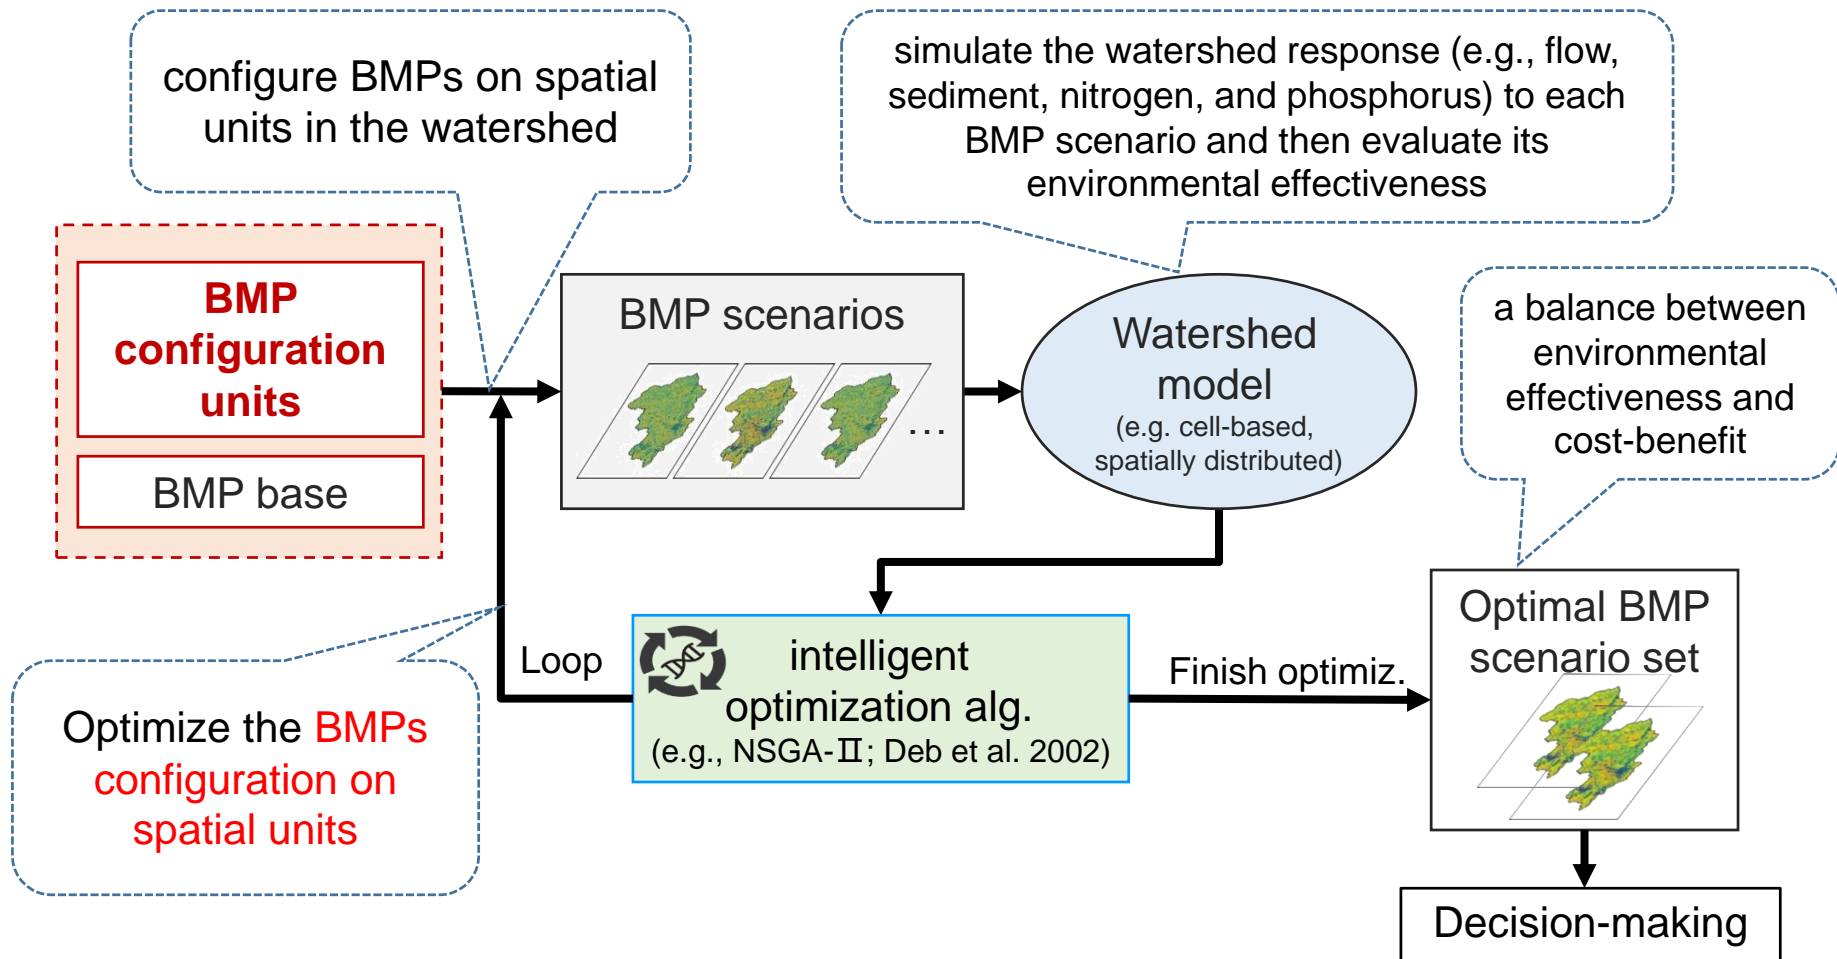 configure BMPs on spatial
units in the watershed
simulate the watershed response (e.g., flow,
sediment, nitrogen, and phosphorus) to each
BMP scenario and then evaluate its
environmental effectiveness
BMP
configuration
units
BMP base
BMP scenarios
...
Watershed
model
(e.g. cell-based,
spatially distributed)
a balance between
environmental
effectiveness and
cost-benefit
Optimize the BMPs
configuration on
spatial units
Loop
intelligent
optimization alg.
(e.g., NSGA-Ⅱ; Deb et al. 2002)
Finish optimiz.
Optimal BMP
scenario set
Decision-making